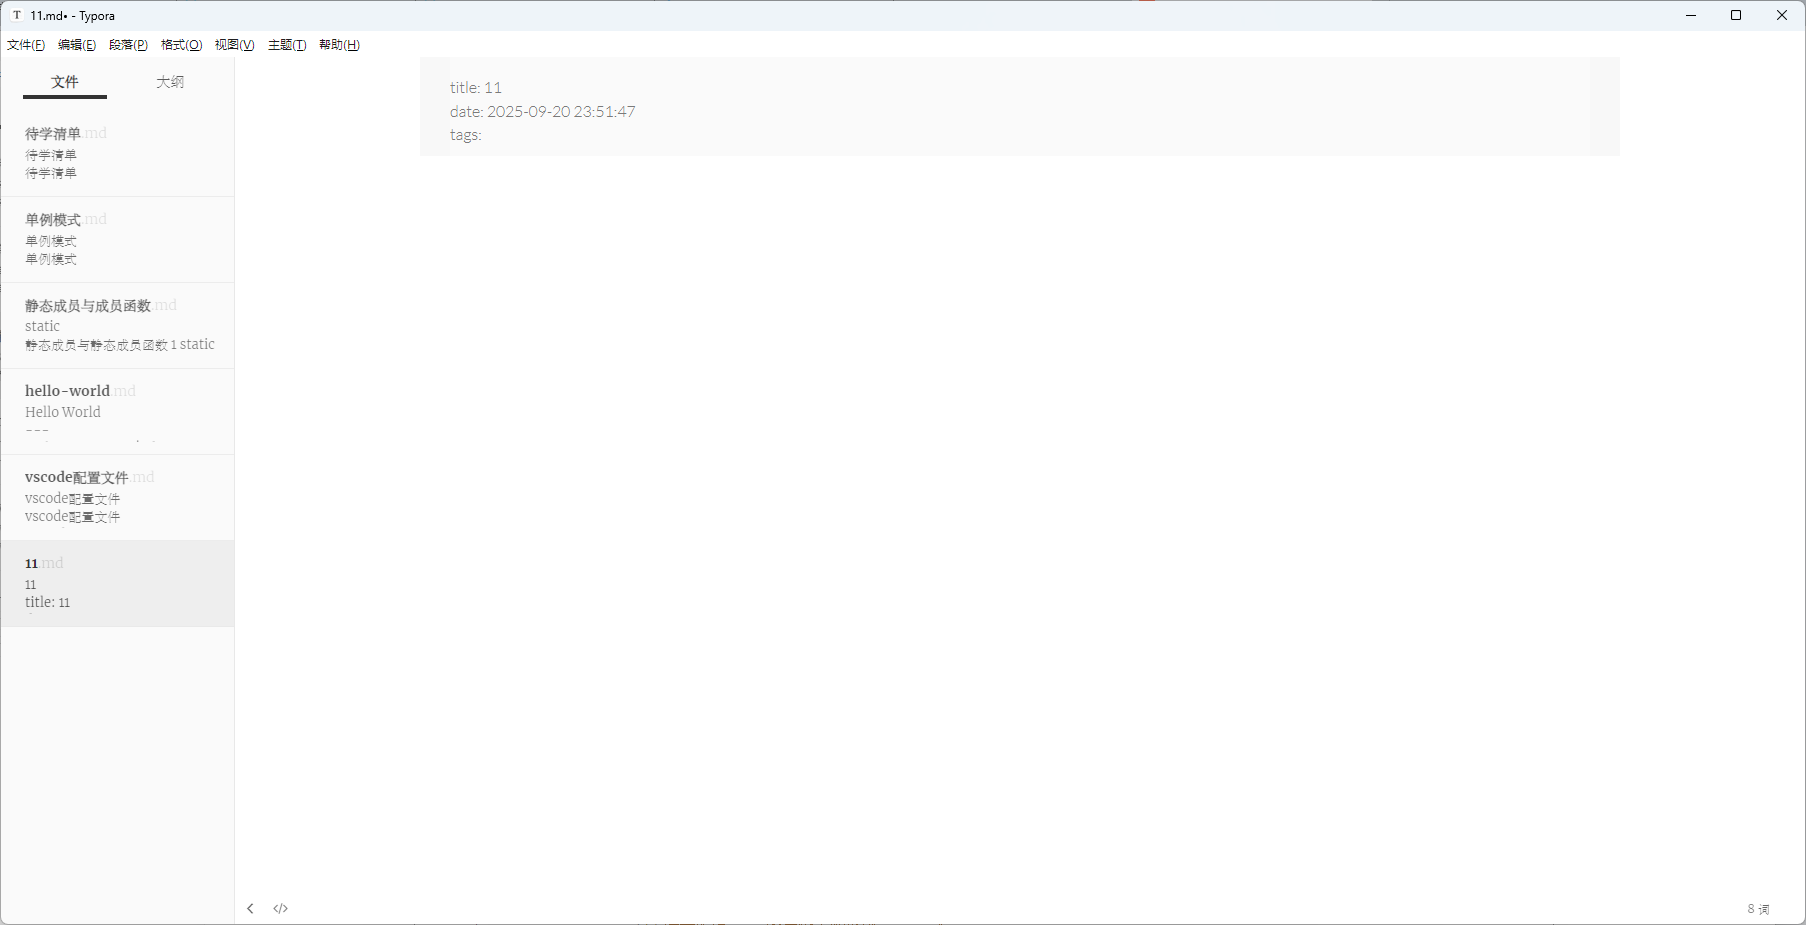 11.md• - Typora
文件(F) 编辑(E) 段落(P) 格式(O) 视图(V) 主题(T) 帮助(H)
文件 大纲
待学清单.md
待学清单
待学清单
单例模式.md
单例模式
单例模式
静态成员与成员函数.md
static
静态成员与静态成员函数 1 static
hello-world.md
Hello World
---
vscode配置文件.md
vscode配置文件
vscode配置文件
11.md
11
title: 11
title: 11
date: 2025-09-20 23:51:47
tags:
8 词